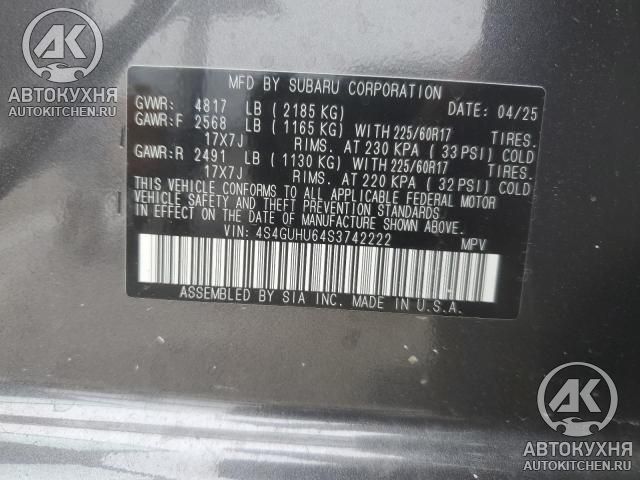 AK
АВТОКУХНЯ
AUTOKITCHEN.RU
MFD BY SUBARU CORPORATION
GVWR: 4817 LB (2185 KG) DATE: 04/25
GAWR:F 2568 LB (1165 KG) WITH 225/60R17 TIRES.
17X7J RIMS. AT 230 KPA (33 PSI) COLD
GAWR:R 2491 LB (1130 KG) WITH 225/60R17 TIRES.
17X7J RIMS. AT 220 KPA (32 PSI) COLD
THIS VEHICLE CONFORMS TO ALL APPLICABLE FEDERAL MOTOR
VEHICLE SAFETY AND THEFT PREVENTION STANDARDS
IN EFFECT ON THE DATE OF MANUFACTURE SHOWN ABOVE.
VIN: 4S4GUHU64S3742222 MPV
ASSEMBLED BY SIA INC. MADE IN U.S.A.
AK
АВТОКУХНЯ
AUTOKITCHEN.RU